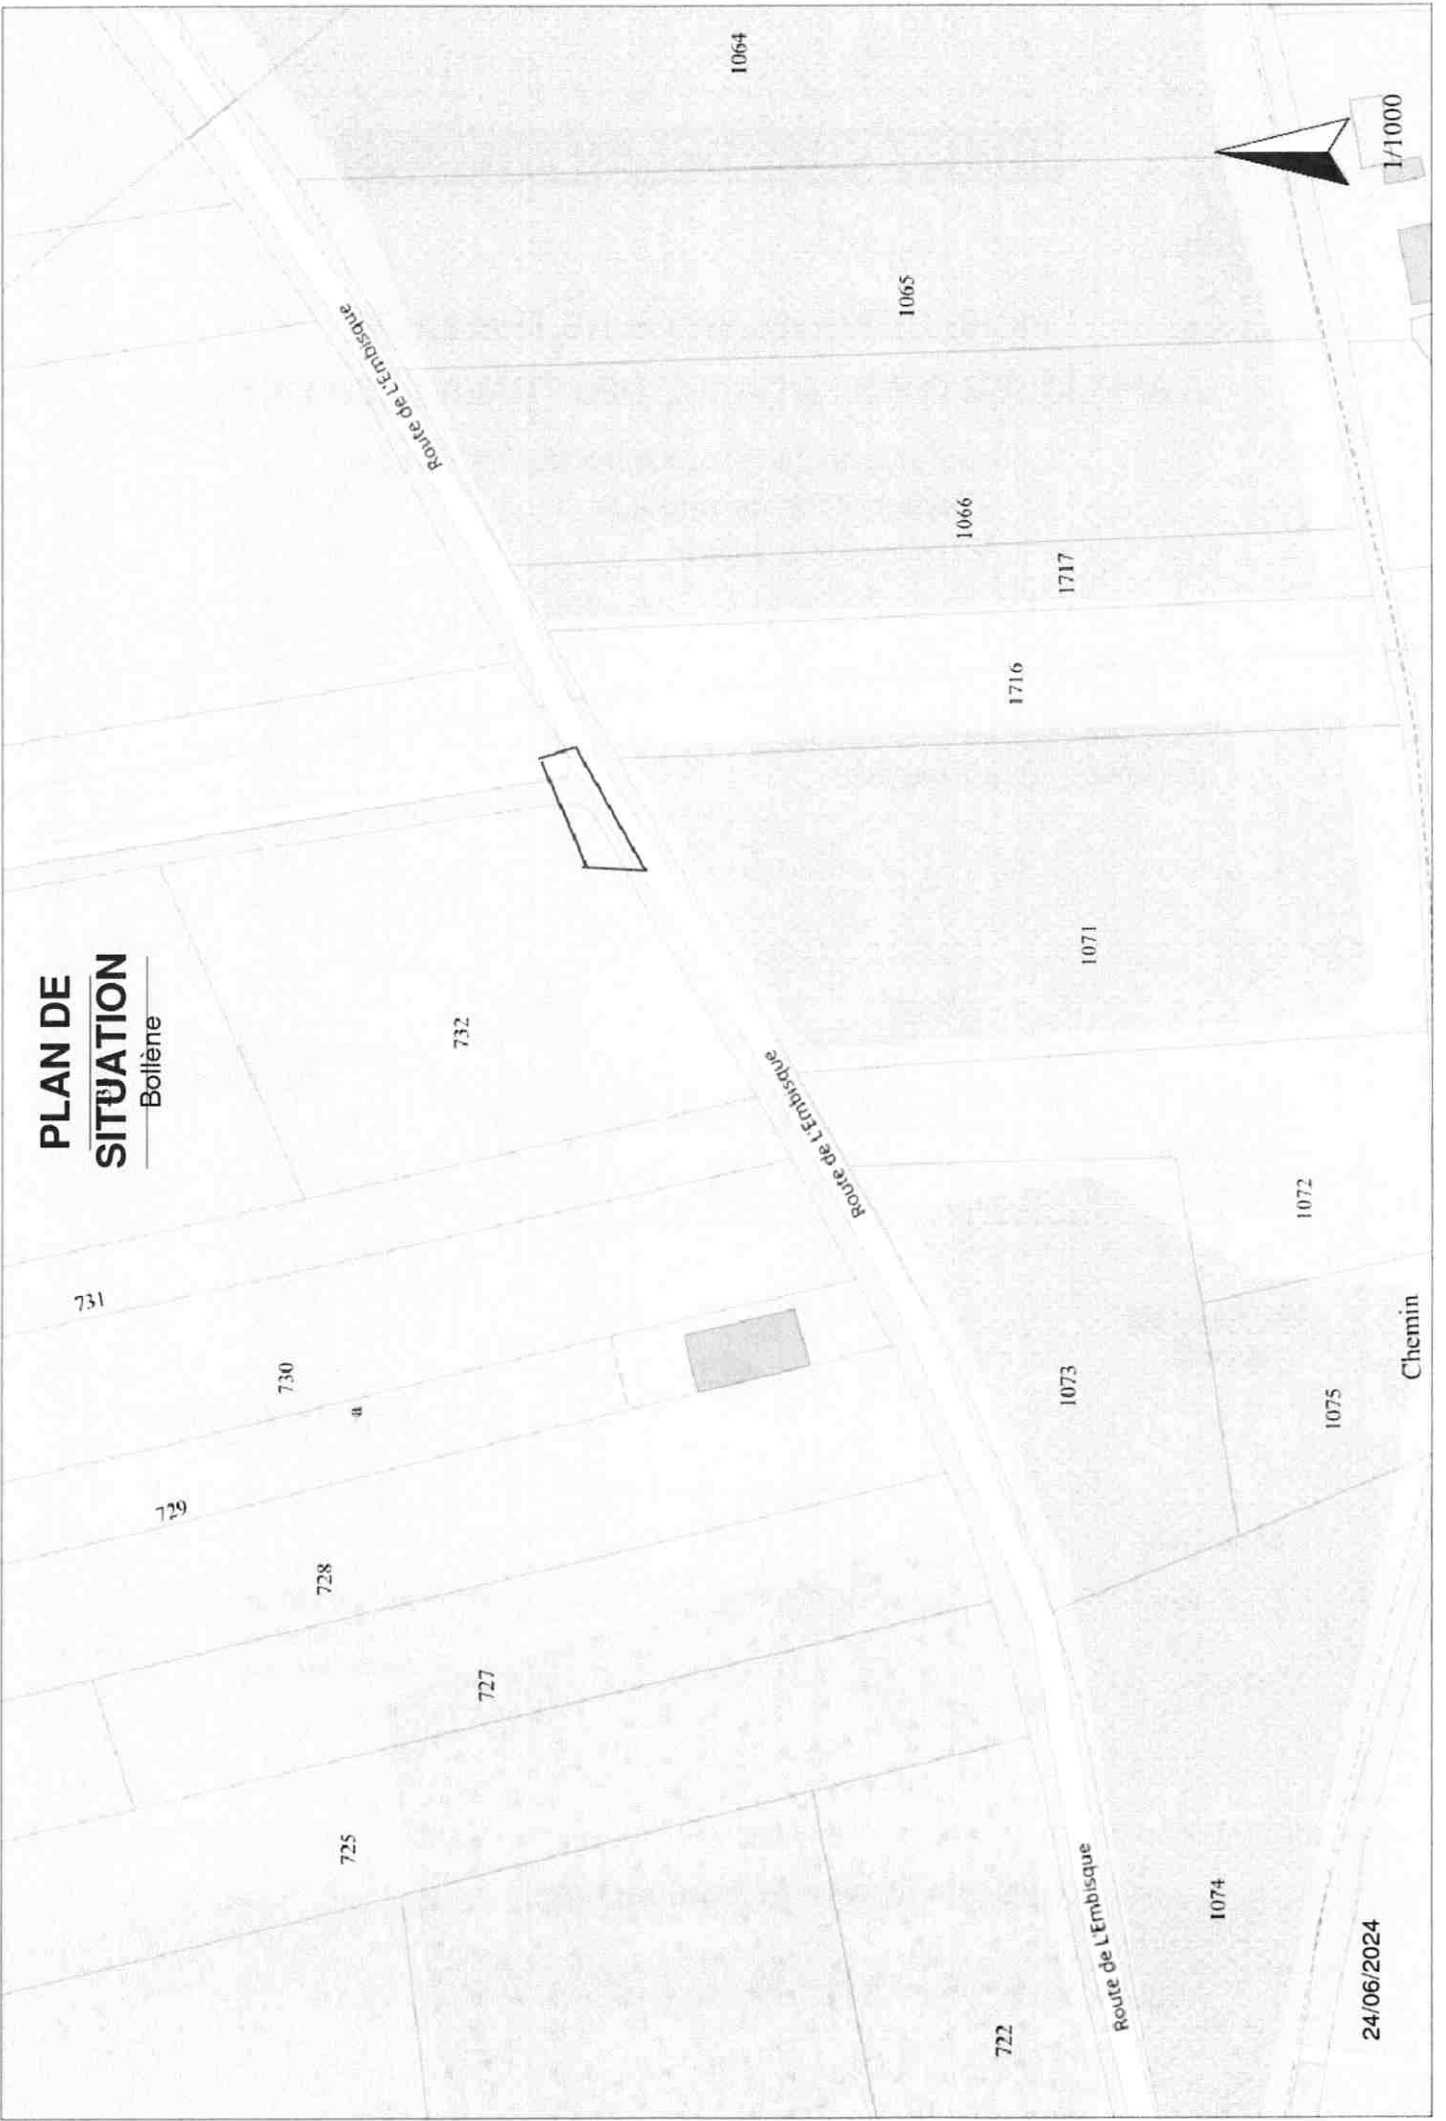 PLAN DE
SITUATION
Bollène
731
729
730
a
728
725
732
727
722
Route de L'Embisque
Route de L'Embisque
Route de L'Embisque
1064
1065
1066
1717
1716
1071
1073
1072
1075
1074
Chemin
24/06/2024
1/1000